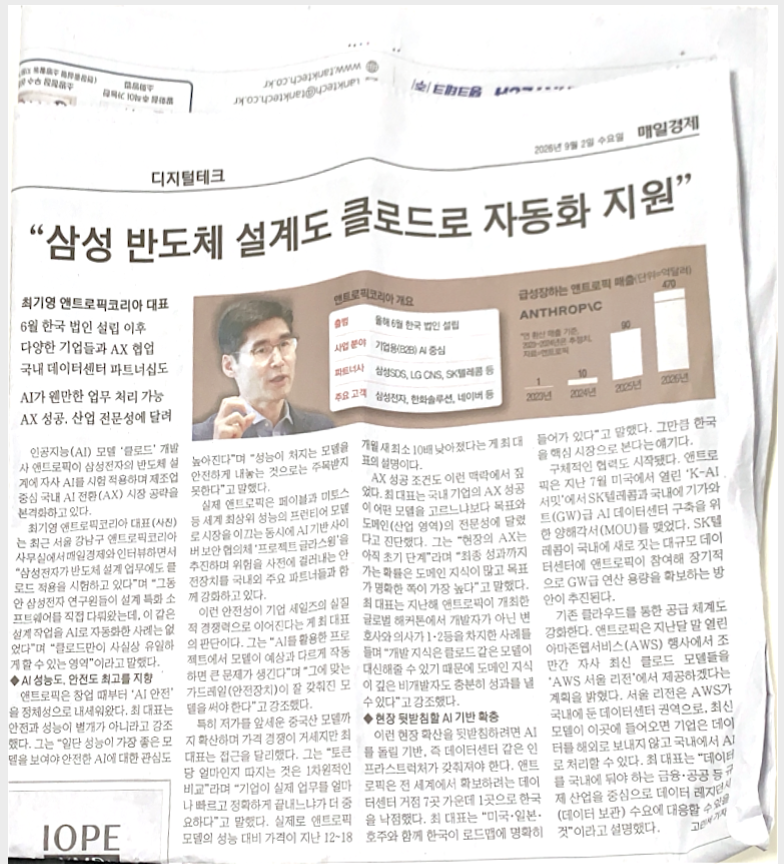 www.tanktech.co.kr
tanktech@tanktech.co.kr
2026년 9월 2일 수요일 매일경제
디지털테크
“삼성 반도체 설계도 클로드로 자동화 지원”
최기영 앤트로픽코리아 대표
6월 한국 법인 설립 이후
다양한 기업들과 AX 협업
국내 데이터센터 파트너십도
AI가 웬만한 업무 처리 가능
AX 성공, 산업 전문성에 달려
앤트로픽코리아 개요
출범 올해 6월 한국 법인 설립
사업 분야 기업용(B2B) AI 중심
파트너사 삼성SDS, LG CNS, SK텔레콤 등
주요 고객 삼성전자, 한화솔루션, 네이버 등
급성장하는 앤트로픽 매출(단위=억달러)
ANTHROP\C
*연 환산 매출 기준,
자료=앤트로픽
1
10
90
470
2023년
2024년
2025년
2026년
인공지능(AI) 모델 ‘클로드’ 개발
사 앤트로픽이 삼성전자의 반도체 설
계에 자사 AI를 시험 적용하며 제조업
중심 국내 AI 전환(AX) 시장 공략을
본격화하고 있다.
최기영 앤트로픽코리아 대표(사진)
는 최근 서울 강남구 앤트로픽코리아
사무실에서 매일경제와 인터뷰하면서
“삼성전자가 반도체 설계 업무에도 클
로드 적용을 시험하고 있다”며 “그동
안 삼성전자 연구원들이 설계 특화 소
프트웨어를 직접 다뤄왔는데, 이 같은
설계 작업을 AI로 자동화한 사례는 없
었다”며 “클로드만이 사실상 유일하
게 할 수 있는 영역”이라고 말했다.
◆AI 성능도, 안전도 최고를 지향
앤트로픽은 창업 때부터 ‘AI 안전’
을 정체성으로 내세워왔다. 최 대표는
안전과 성능이 별개가 아니라고 강조
했다. 그는 “일단 성능이 가장 좋은 모
델을 보여야 안전한 AI에 대한 관심도
높아진다”며 “성능이 처지는 모델을
안전하게 내놓는 것으로는 주목받지
못한다”고 말했다.
실제 앤트로픽은 페이블과 미토스
등 세계 최상위 성능의 프런티어 모델
로 시장을 이끄는 동시에 AI 기반 사이
버 보안 협의체 ‘프로젝트 글라스윙’을
추진하며 위험을 사전에 걸러내는 안
전장치를 국내외 주요 파트너들과 함
께 강화하고 있다.
이런 안전성이 기업 세일즈의 실질
적 경쟁력으로 이어진다는 게 최 대표
의 판단이다. 그는 “AI를 활용한 프로
젝트에서 모델이 예상과 다르게 작동
하면 큰 문제가 생긴다”며 “그에 맞는
가드레일(안전장치)이 잘 갖춰진 모
델을 써야 한다”고 강조했다.
특히 저가를 앞세운 중국산 모델까
지 확산하며 가격 경쟁이 거세지만 최
대표는 접근을 달리했다. 그는 “토큰
당 얼마인지 따지는 것은 1차원적인
비교”라며 “기업이 실제 업무를 얼마
나 빠르고 정확하게 끝내느냐가 더 중
요하다”고 말했다. 실제로 앤트로픽
모델의 성능 대비 가격이 지난 12~18
개월 새 최소 10배 낮아졌다는 게 최 대
표의 설명이다.
AX 성공 조건도 이런 맥락에서 짚
었다. 최 대표는 국내 기업의 AX 성공
이 어떤 모델을 고르느냐보다 목표와
도메인(산업 영역)의 전문성에 달렸
다고 진단했다. 그는 “현장의 AX는
아직 초기 단계”라며 “최종 성과까지
가는 확률은 도메인 지식이 많고 목표
가 명확한 쪽이 가장 높다”고 말했다.
최 대표는 지난해 앤트로픽이 개최한
글로벌 해커톤에서 개발자가 아닌 변
호사와 의사가 1·2등을 차지한 사례를
들며 “개발 지식은 클로드 같은 모델이
대신해줄 수 있기 때문에 도메인 지식
이 깊은 비개발자도 충분히 성과를 낼
수 있다”고 강조했다.
◆현장 뒷받침할 AI 기반 확충
이런 현장 확산을 뒷받침하려면 AI
를 돌릴 기반, 즉 데이터센터 같은 인
프라스트럭처가 갖춰져야 한다. 앤트
로픽은 전 세계에서 확보하려는 데이
터센터 거점 7곳 가운데 1곳으로 한국
을 낙점했다. 최 대표는 “미국·일본·
호주와 함께 한국이 로드맵에 명확히
들어가 있다”고 말했다. 그만큼 한국
을 핵심 시장으로 본다는 얘기다.
구체적인 협력도 시작됐다. 앤트로
픽은 지난 7월 미국에서 열린 ‘K-AI
서밋’에서 SK텔레콤과 국내에 기가와
트(GW)급 AI 데이터센터 구축을 위
한 양해각서(MOU)를 맺었다. SK텔
레콤이 국내에 새로 짓는 대규모 데이
터센터에 앤트로픽이 참여해 장기적
으로 GW급 연산 용량을 확보하는 방
안이 추진된다.
기존 클라우드를 통한 공급 체계도
강화한다. 앤트로픽은 지난달 말 열린
아마존웹서비스(AWS) 행사에서 조
만간 자사 최신 클로드 모델들을
‘AWS 서울 리전’에서 제공하겠다는
계획을 밝혔다. 서울 리전은 AWS가
국내에 둔 데이터센터 권역으로, 최신
모델이 이곳에 들어오면 기업은 데이
터를 해외로 보내지 않고 국내에서 AI
로 처리할 수 있다. 최 대표는 “데이터
를 국내에 둬야 하는 금융·공공 등 규
제 산업을 중심으로 데이터 레지던시
(데이터 보관) 수요에 대응할 수 있을
것”이라고 설명했다.
IOPE